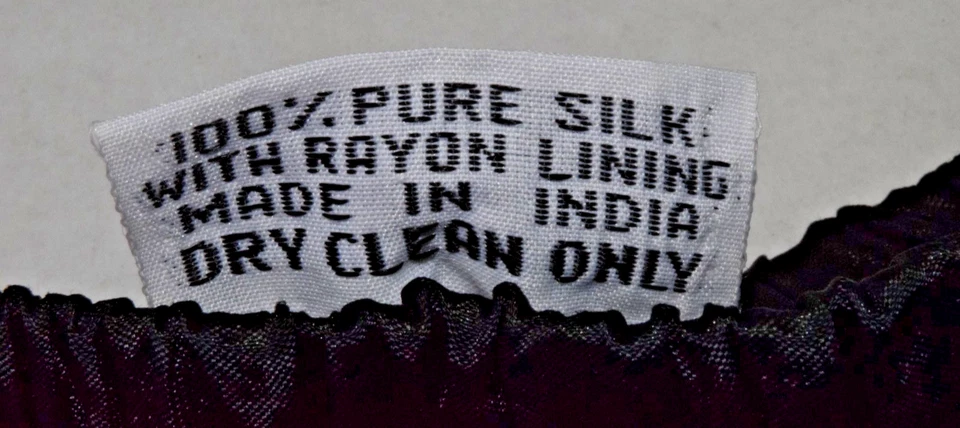 100% PURE SILK
WITH RAYON LINING
MADE IN INDIA
DRY CLEAN ONLY